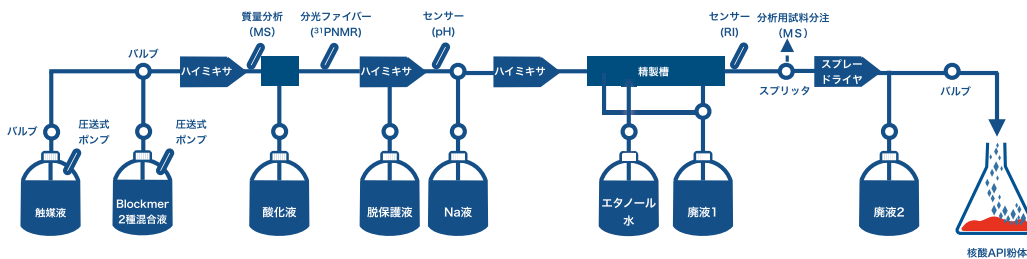 質量分析
(MS)
分光ファイバー
(³¹PNMR)
センサー
(pH)
センサー
(RI)
分析用試料分注
(MS)
バルブ
ハイミキサ
ハイミキサ
ハイミキサ
精製槽
スプレー
ドライヤ
スプリッタ
バルブ
バルブ
圧送式
ポンプ
圧送式
ポンプ
触媒液
Blockmer
2種混合液
酸化液
脱保護液
Na液
エタノール
水
廃液1
廃液2
核酸API粉体